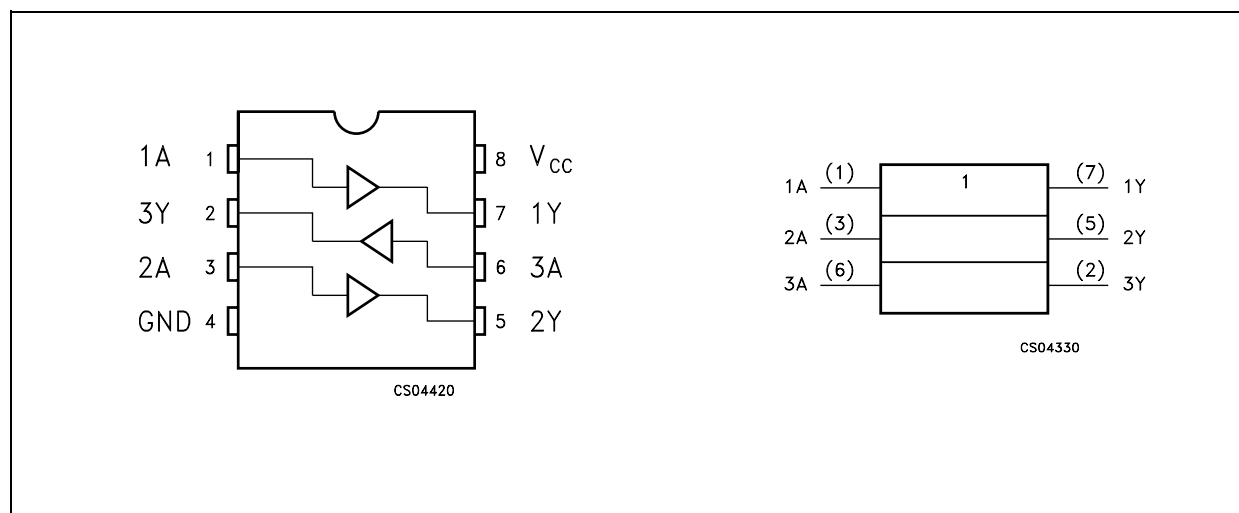 1A 1 8 VCC
3Y 2 7 1Y
2A 3 6 3A
GND 4 5 2Y
CS04420
1
1A (1) (7) 1Y
2A (3) (5) 2Y
3A (6) (2) 3Y
CS04330